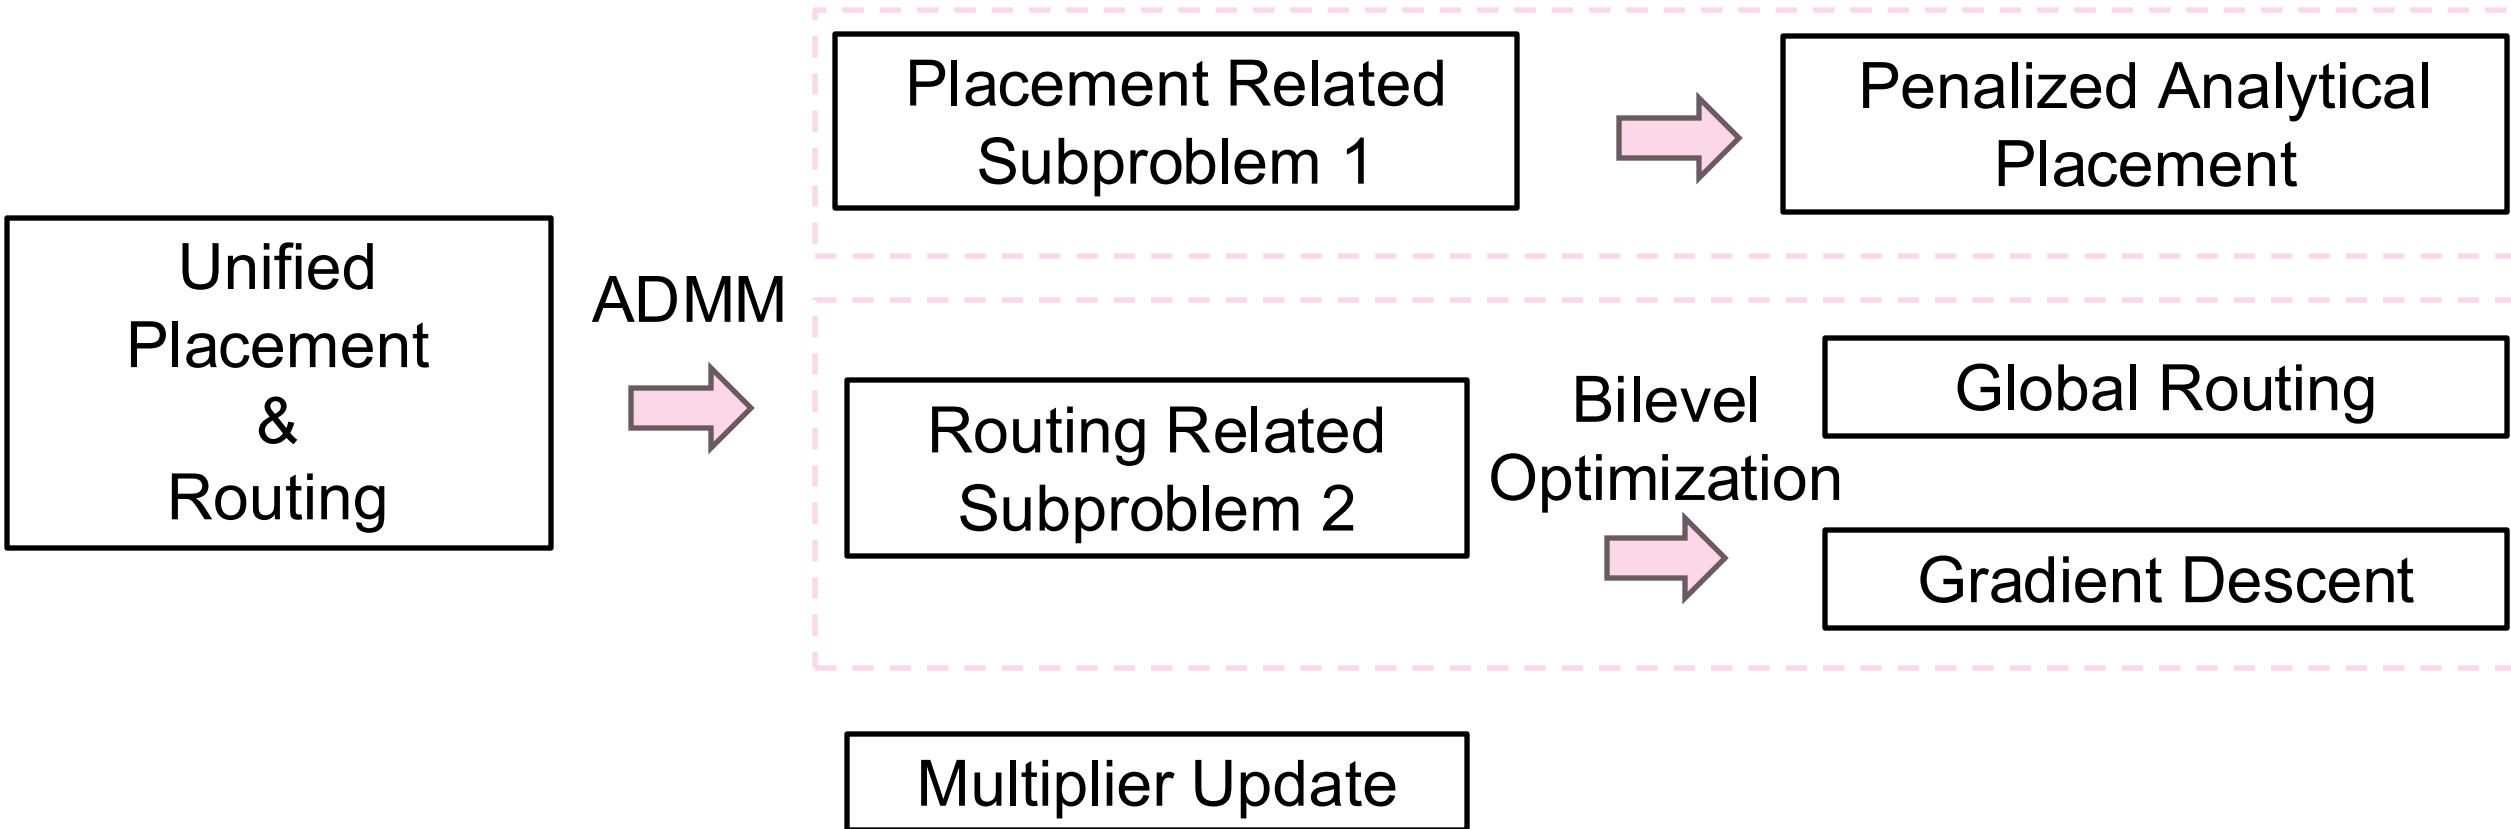 Unified
Placement
&
Routing
ADMM
Placement Related
Subproblem 1
Penalized Analytical
Placement
Routing Related
Subproblem 2
Bilevel
Optimization
Global Routing
Gradient Descent
Multiplier Update